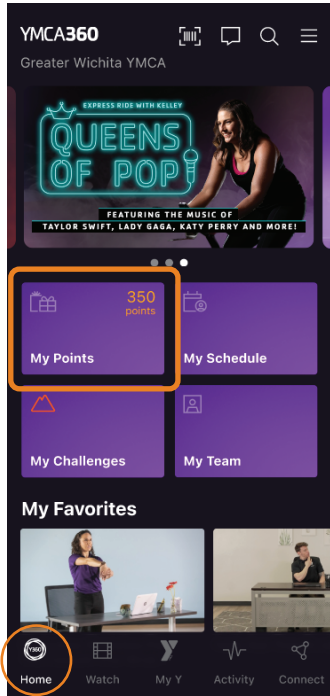 YMCA360
Greater Wichita YMCA
EXPRESS RIDE WITH KELLEY
QUEENS
OF POP
FEATURING THE MUSIC OF
TAYLOR SWIFT, LADY GAGA, KATY PERRY AND MORE!
350
points
My Points
My Schedule
My Challenges
My Team
My Favorites
Y360
Home
Watch
My Y
Activity
Connect